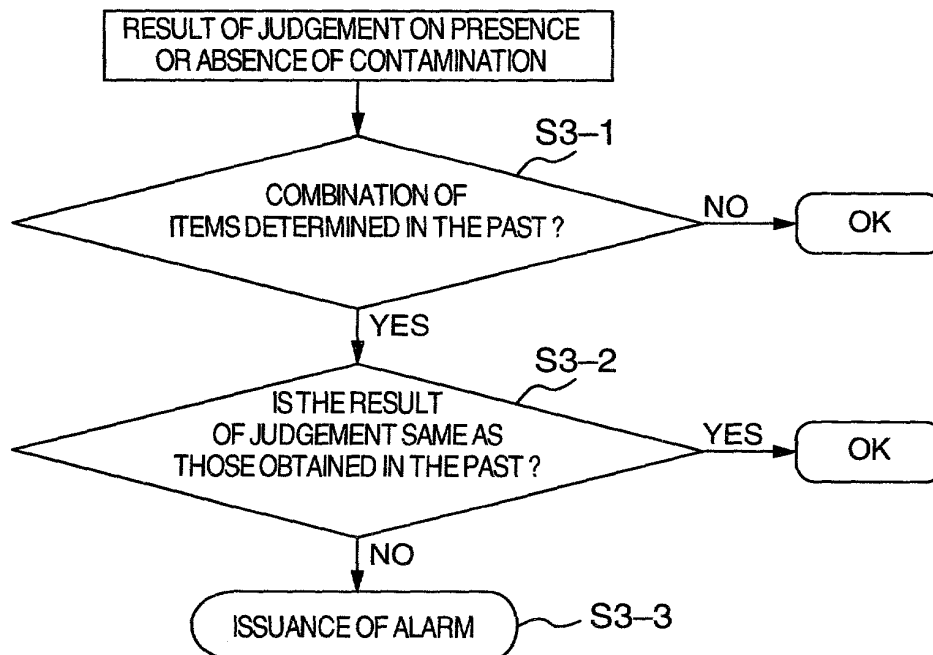 RESULT OF JUDGEMENT ON PRESENCE
OR ABSENCE OF CONTAMINATION
S3-1
COMBINATION OF
ITEMS DETERMINED IN THE PAST ?
NO
OK
YES
S3-2
IS THE RESULT
OF JUDGEMENT SAME AS
THOSE OBTAINED IN THE PAST ?
YES
OK
NO
ISSUANCE OF ALARM
S3-3